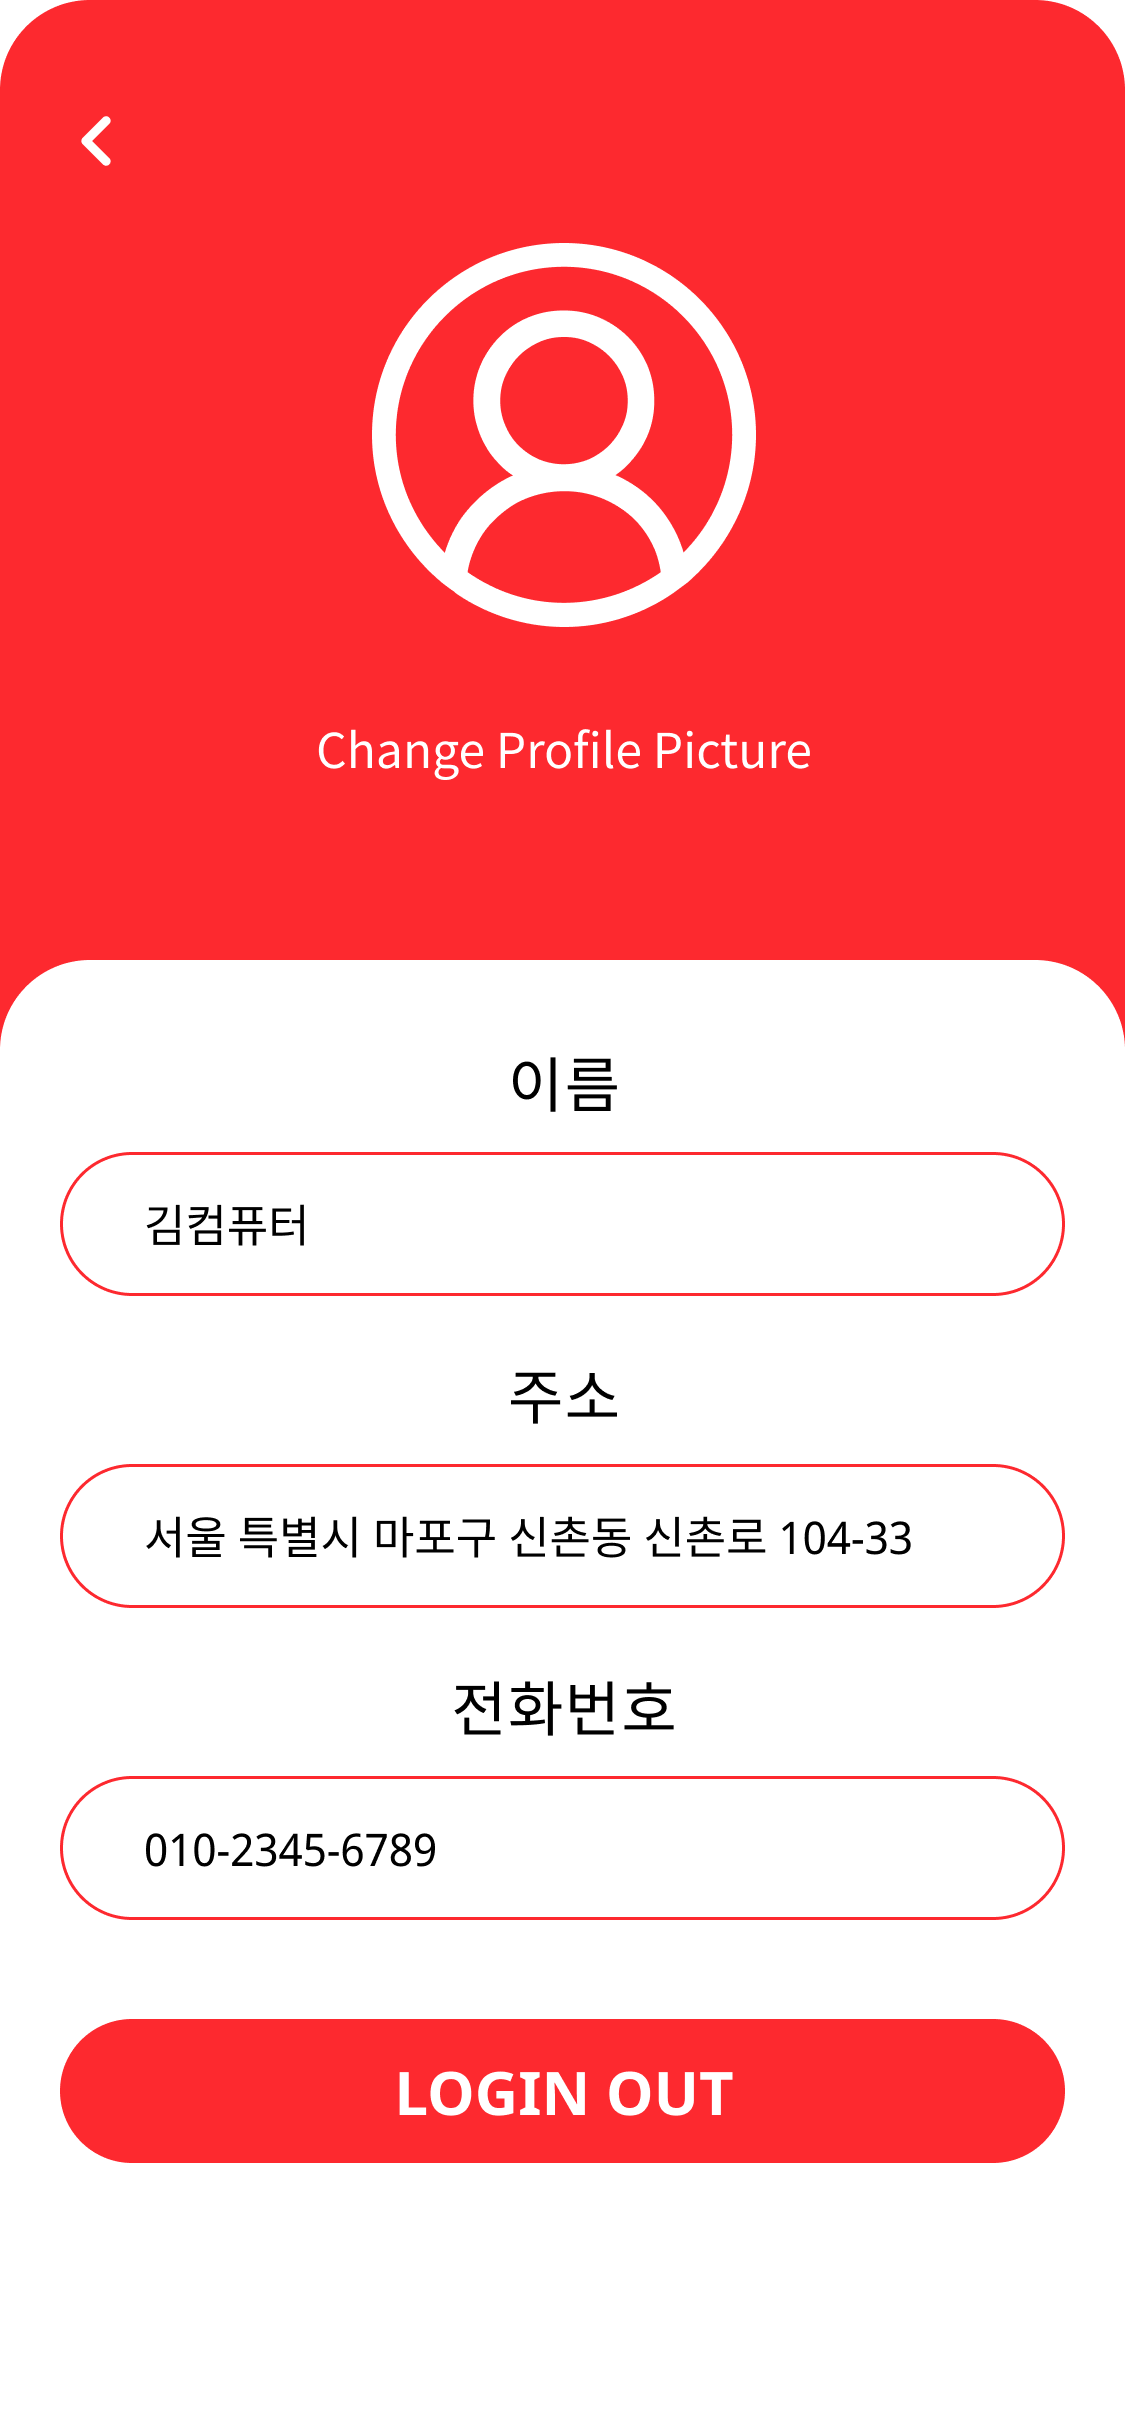 Change Profile Picture
이름
김컴퓨터
주소
서울 특별시 마포구 신촌동 신촌로 104-33
전화번호
010-2345-6789
LOGIN OUT